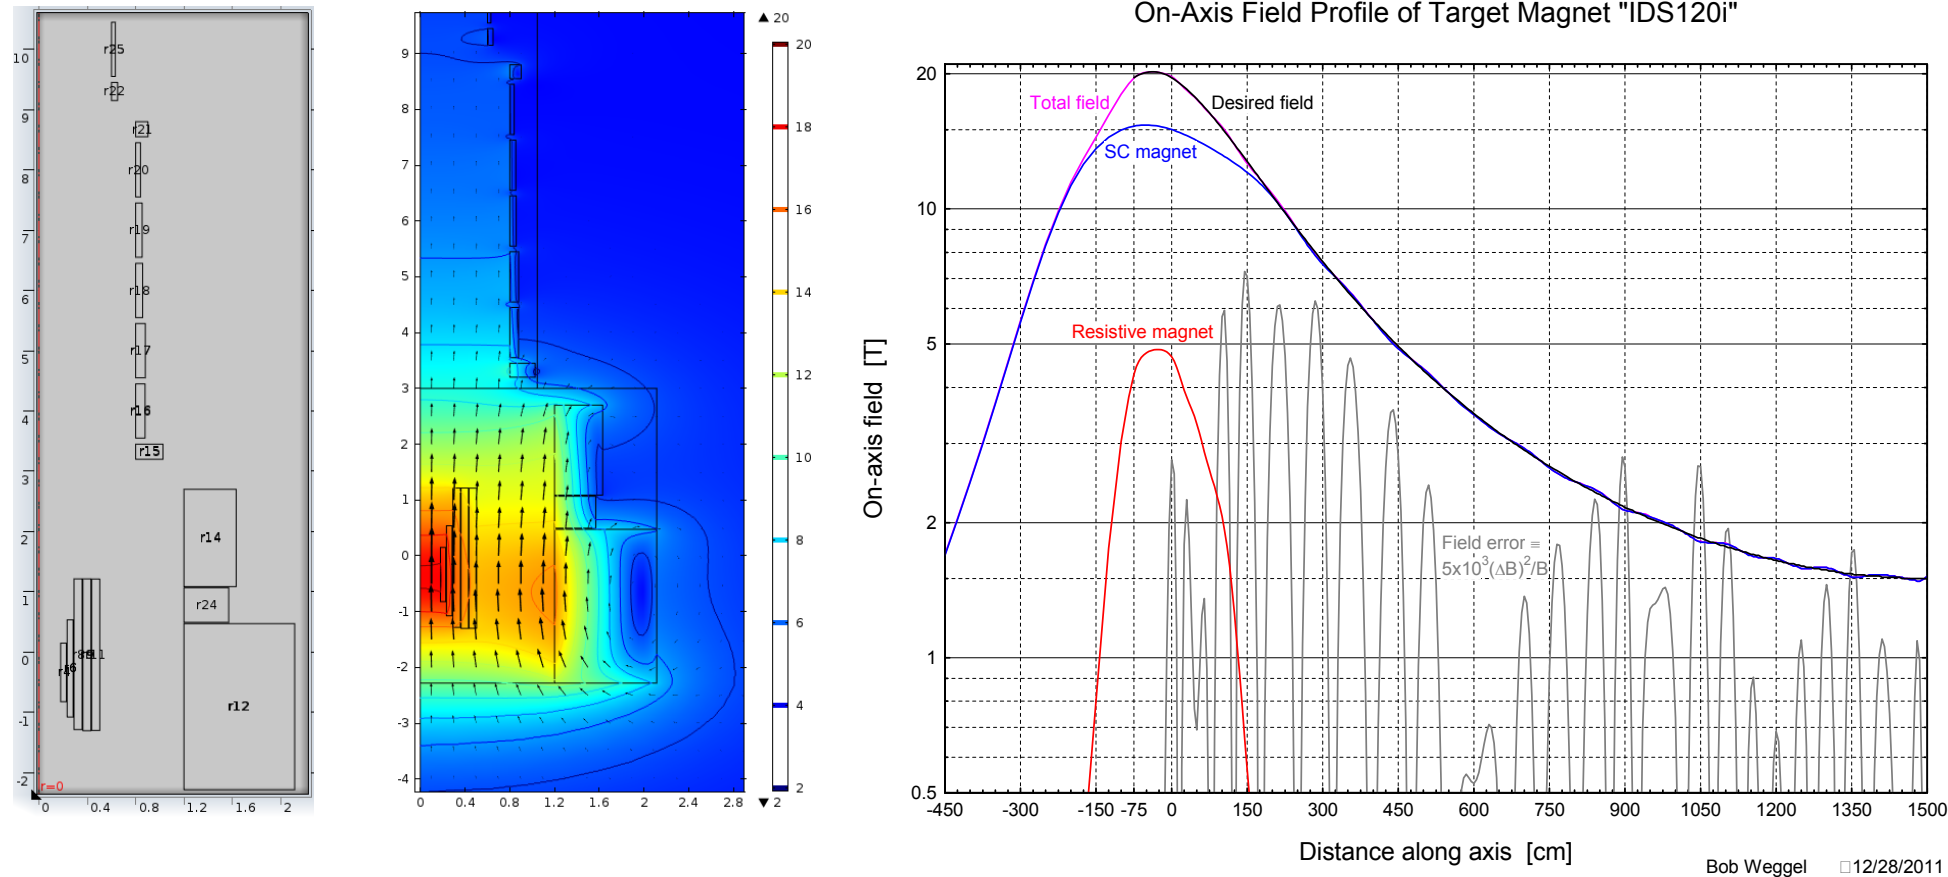 On-Axis Field Profile of Target Magnet "IDS120i"
r25
r22
r21
r20
r19
r18
r17
r16
r15
r14
r24
r12
r4
r6
r11
r=0
10
9
8
7
6
5
4
3
2
1
0
-1
-2
0 0.4 0.8 1.2 1.6 2
9
8
7
6
5
4
3
2
1
0
-1
-2
-3
-4
0 0.4 0.8 1.2 1.6 2 2.4 2.8
▲ 20
20
18
16
14
12
10
8
6
4
2
▼ 2
20
10
5
2
1
0.5
On-axis field [T]
Total field
Desired field
SC magnet
Resistive magnet
Field error ≡
5x10³(ΔB)²/B
-450 -300 -150 -75 0 150 300 450 600 750 900 1050 1200 1350 1500
Distance along axis [cm]
Bob Weggel □12/28/2011